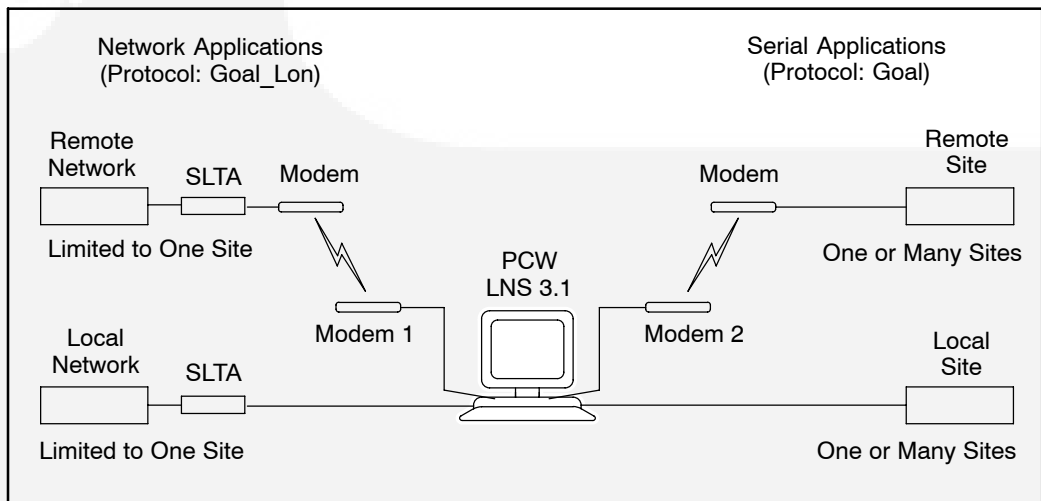 Network Applications
(Protocol: Goal_Lon)
Serial Applications
(Protocol: Goal)
Remote
Network
SLTA
Modem
Modem
Remote
Site
Limited to One Site
One or Many Sites
PCW
LNS 3.1
Modem 1
Modem 2
Local
Network
SLTA
Local
Site
Limited to One Site
One or Many Sites